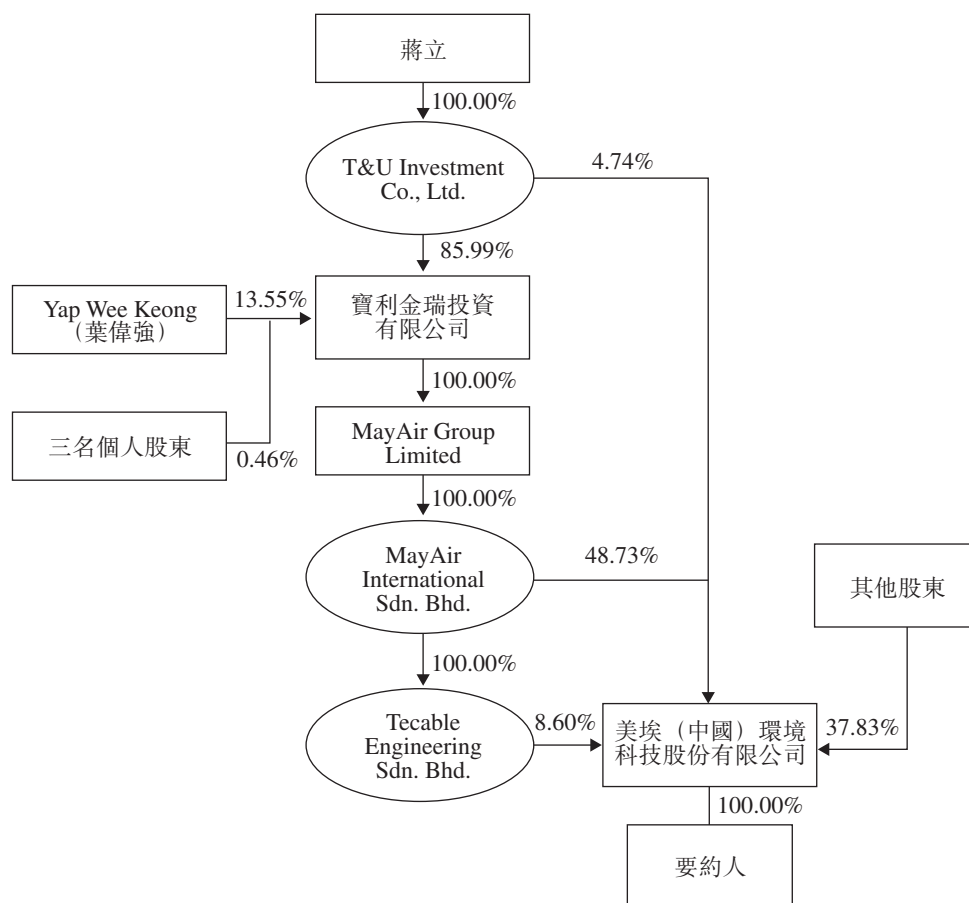 蔣立
100.00%
T&U Investment
Co., Ltd.
4.74%
85.99%
Yap Wee Keong
（葉偉強）
13.55%
寶利金瑞投資
有限公司
100.00%
三名個人股東
0.46%
MayAir Group
Limited
100.00%
MayAir
International
Sdn. Bhd.
48.73%
其他股東
100.00%
Tecable
Engineering
Sdn. Bhd.
8.60%
美埃（中國）環境
科技股份有限公司
37.83%
100.00%
要約人